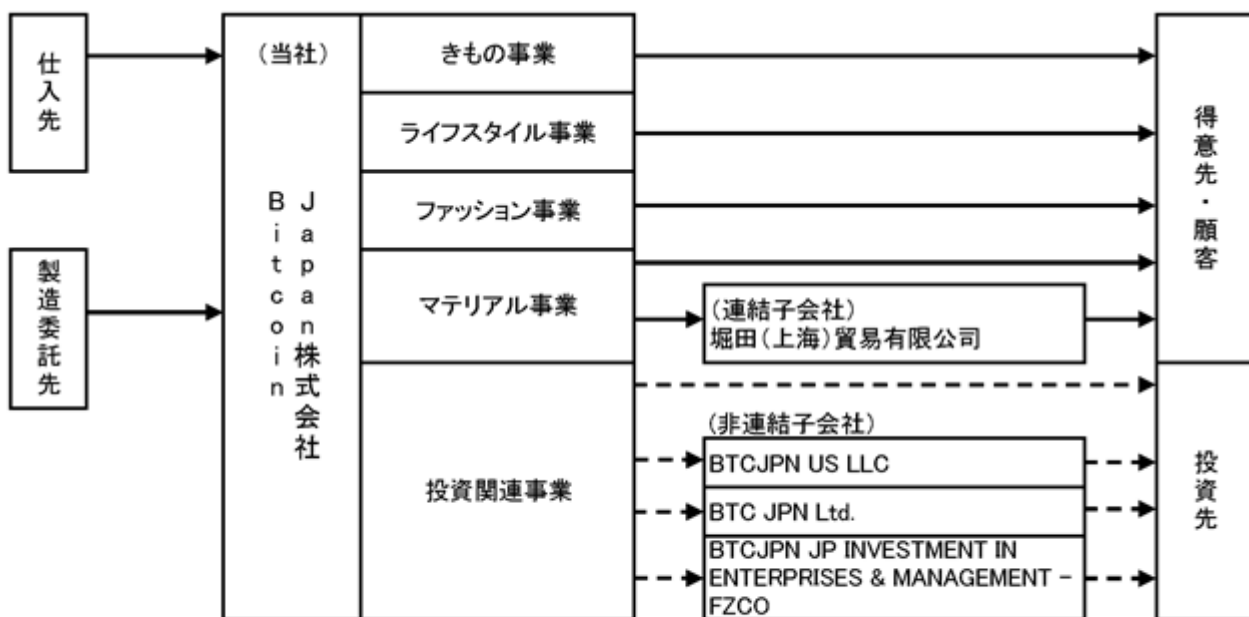 仕入先
製造委託先
(当社)
Bitcoin
Japan株式会社
きもの事業
ライフスタイル事業
ファッション事業
マテリアル事業
投資関連事業
(連結子会社)
堀田(上海)貿易有限公司
(非連結子会社)
BTCJPN US LLC
BTC JPN Ltd.
BTCJPN JP INVESTMENT IN
ENTERPRISES & MANAGEMENT -
FZCO
得意先・顧客
投資先